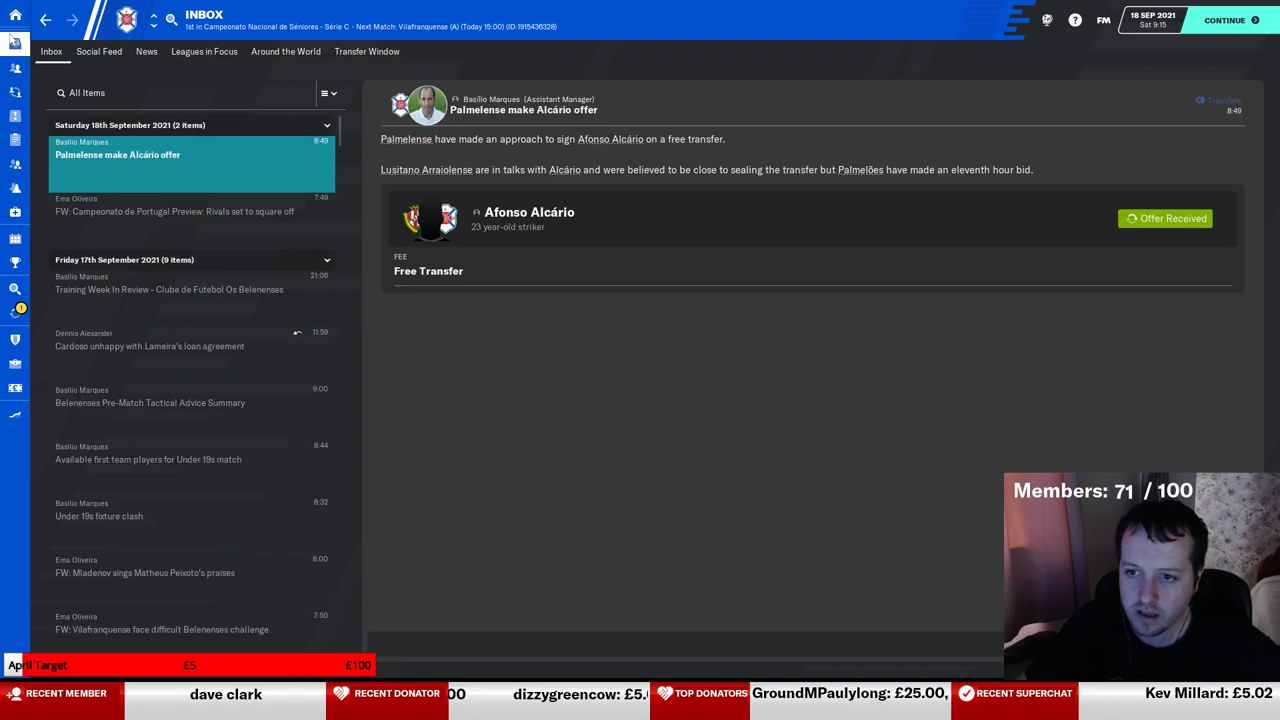 INBOX
1st in Campeonato Nacional de Séniores - Série C - Next Match: Vilafranquense (A) (Today 15:00) (ID:1915436328)
FM
18 SEP 2021
Sat 9:15
CONTINUE
Inbox Social Feed News Leagues in Focus Around the World Transfer Window
All Items
Saturday 18th September 2021 (2 items)
Basílio Marques 8:49
Palmelense make Alcário offer
Ema Oliveira 7:49
FW: Campeonato de Portugal Preview: Rivals set to square off
Friday 17th September 2021 (9 items)
Basílio Marques 21:06
Training Week In Review - Clube de Futebol Os Belenenses
Dennis Alexander 11:59
Cardoso unhappy with Lameira's loan agreement
Basílio Marques 9:00
Belenenses Pre-Match Tactical Advice Summary
Basílio Marques 8:44
Available first team players for Under 19s match
Basílio Marques 8:32
Under 19s fixture clash
Ema Oliveira 8:00
FW: Mladenov sings Matheus Peixoto's praises
Ema Oliveira 7:50
FW: Vilafranquense face difficult Belenenses challenge
Basílio Marques (Assistant Manager)
Palmelense make Alcário offer
Transfers
8:49
Palmelense have made an approach to sign Afonso Alcário on a free transfer.
Lusitano Arraiolense are in talks with Alcário and were believed to be close to sealing the transfer but Palmelões have made an eleventh hour bid.
Afonso Alcário
23 year-old striker
Offer Received
FEE
Free Transfer
1
Members: 71 / 100
April Target £5 £100
RECENT MEMBER dave clark RECENT DONATOR 00 dizzygreencow: £5. TOP DONATORS GroundMPaulylong: £25.00, RECENT SUPERCHAT Kev Millard: £5.02